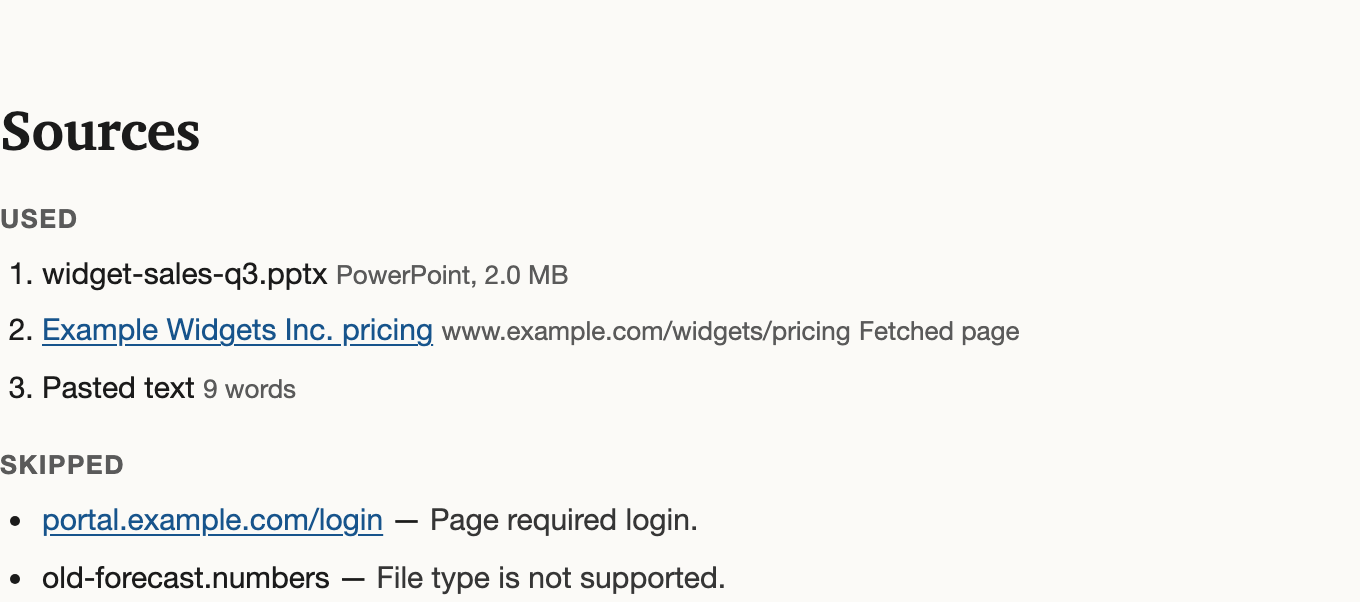 Sources
USED
1. widget-sales-q3.pptx PowerPoint, 2.0 MB
2. Example Widgets Inc. pricing www.example.com/widgets/pricing Fetched page
3. Pasted text 9 words
SKIPPED
• portal.example.com/login — Page required login.
• old-forecast.numbers — File type is not supported.